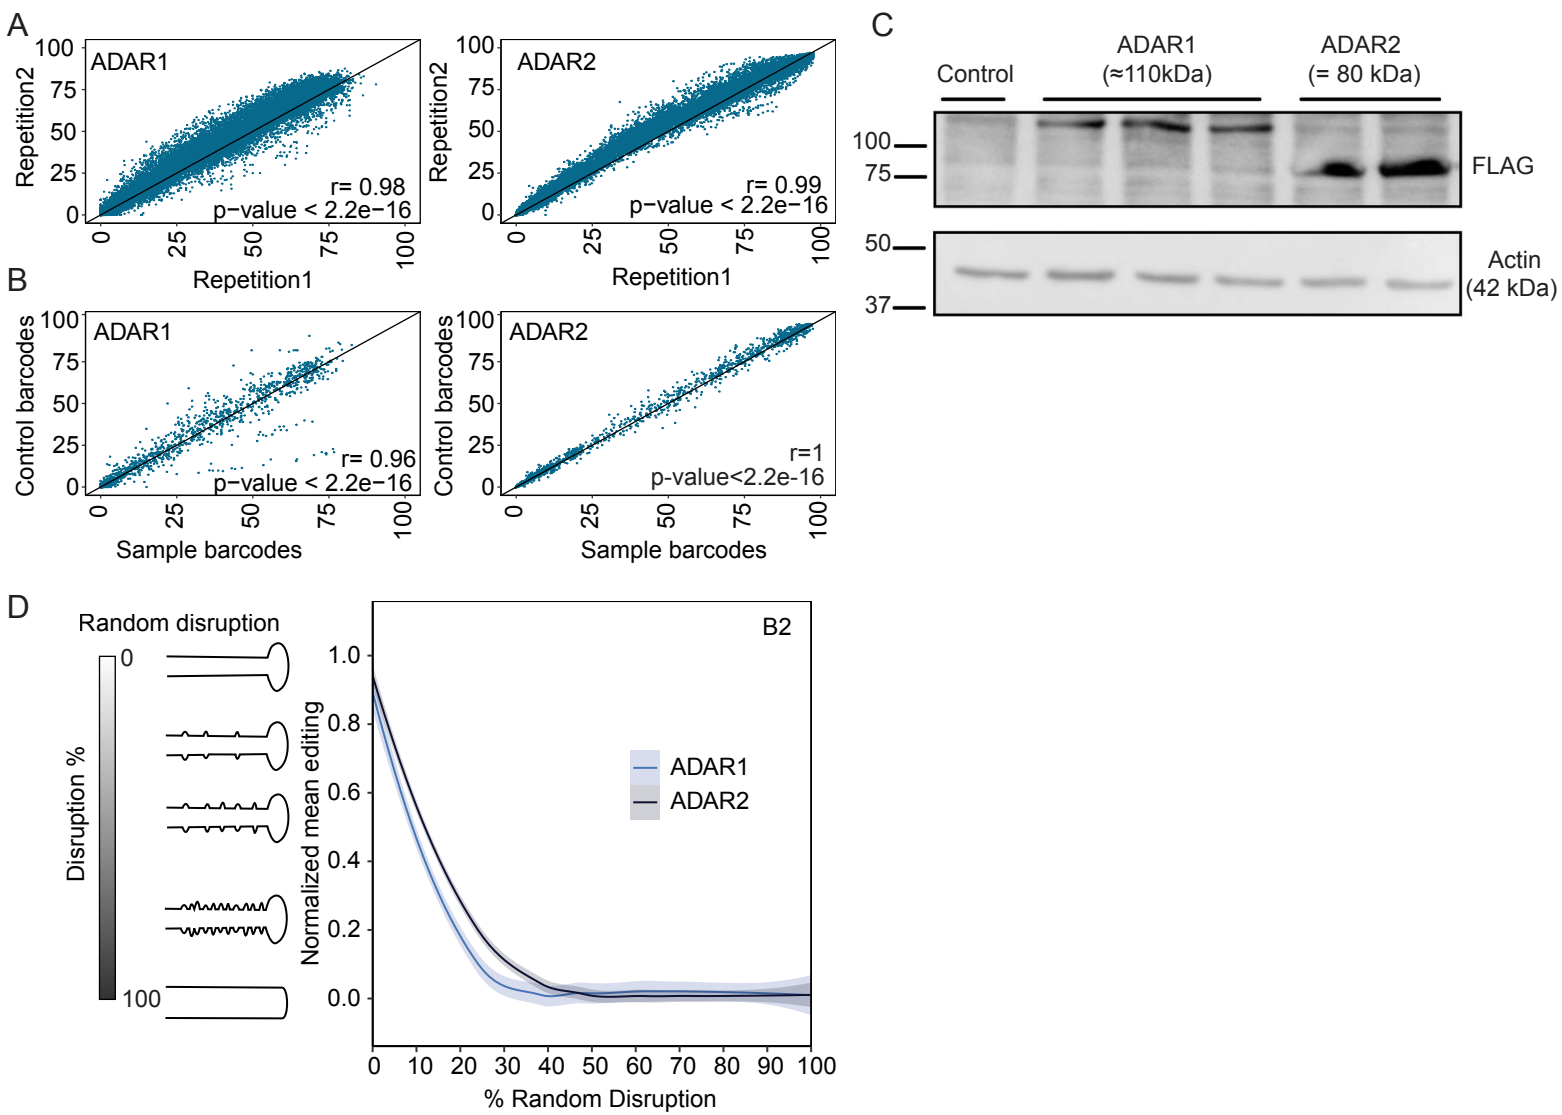 A
ADAR1
Repetition2
100
75
50
25
0
r= 0.98
p−value < 2.2e−16
0
25
50
75
100
Repetition1
ADAR2
Repetition2
100
75
50
25
0
r= 0.99
p−value < 2.2e−16
0
25
50
75
100
Repetition1
B
ADAR1
Control barcodes
100
75
50
25
0
r= 0.96
p−value < 2.2e−16
0
25
50
75
100
Sample barcodes
ADAR2
Control barcodes
100
75
50
25
0
r=1
p-value<2.2e-16
0
25
50
75
100
Sample barcodes
C
Control
ADAR1
(≈110kDa)
ADAR2
(= 80 kDa)
100
75
FLAG
50
37
Actin
(42 kDa)
D
Random disruption
0
Disruption %
100
B2
Normalized mean editing
1.0
0.8
0.6
0.4
0.2
0.0
ADAR1
ADAR2
0 10 20 30 40 50 60 70 80 90 100
% Random Disruption